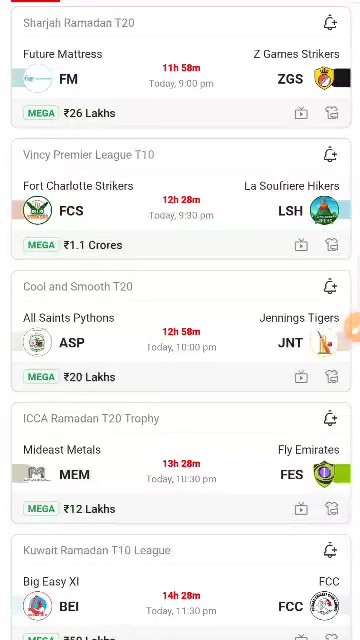 Sharjah Ramadan T20
Future Mattress
Z Games Strikers
FM
11h 58m
Today, 9:00 pm
ZGS
MEGA ₹26 Lakhs
Vincy Premier League T10
Fort Charlotte Strikers
La Soufriere Hikers
FCS
12h 28m
Today, 9:30 pm
LSH
MEGA ₹1.1 Crores
Cool and Smooth T20
All Saints Pythons
Jennings Tigers
ASP
12h 58m
Today, 10:00 pm
JNT
MEGA ₹20 Lakhs
ICCA Ramadan T20 Trophy
Mideast Metals
Fly Emirates
MEM
13h 28m
Today, 10:30 pm
FES
MEGA ₹12 Lakhs
Kuwait Ramadan T10 League
Big Easy XI
FCC
BEI
14h 28m
Today, 11:30 pm
FCC
MEGA ₹50 Lakhs